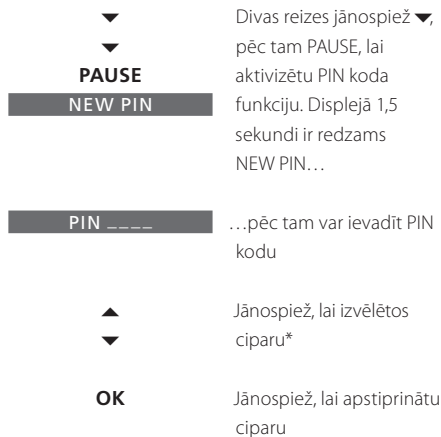 ▼ Divas reizes jānospiež ▼,
▼ pēc tam PAUSE, lai
PAUSE aktivizētu PIN koda
NEW PIN funkciju. Displejā 1,5
sekundi ir redzams
NEW PIN…
PIN ____ …pēc tam var ievadīt PIN
kodu
▲ Jānospiež, lai izvēlētos
▼ ciparu*
OK Jānospiež, lai apstiprinātu
ciparu